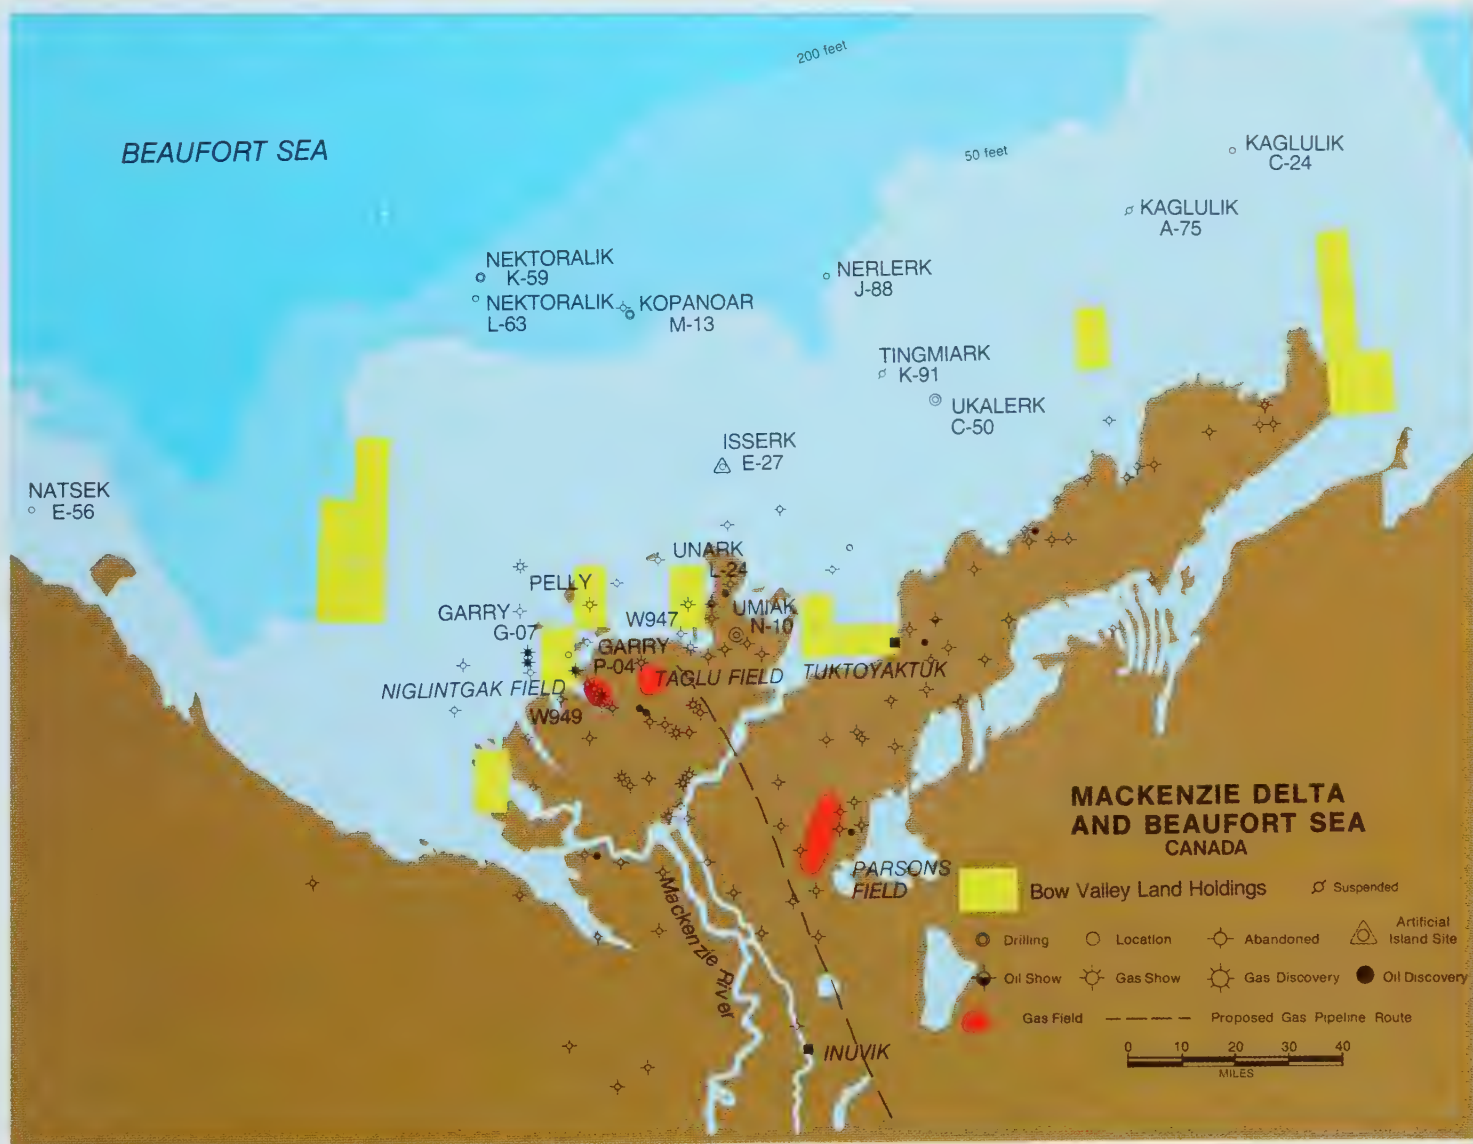 200 feet
BEAUFORT SEA
50 feet
KAGLULIK
C-24
KAGLULIK
A-75
NEKTORALIK
K-59
NEKTORALIK
L-63
KOPANOAR
M-13
NERLERK
J-88
TINGMIARK
K-91
UKALERK
C-50
ISSERK
E-27
NATSEK
E-56
UNARK
L-24
PELLY
GARRY
G-07
W947
UMIAK
N-10
GARRY
P-04
TAGLU FIELD
TUKTOYAKTUK
NIGLINTGAK FIELD
W949
PARSONS
FIELD
Mackenzie River
INUVIK
MACKENZIE DELTA
AND BEAUFORT SEA
CANADA
Bow Valley Land Holdings
Suspended
Drilling
Location
Abandoned
Artificial
Island Site
Oil Show
Gas Show
Gas Discovery
Oil Discovery
Gas Field
Proposed Gas Pipeline Route
0 10 20 30 40
MILES